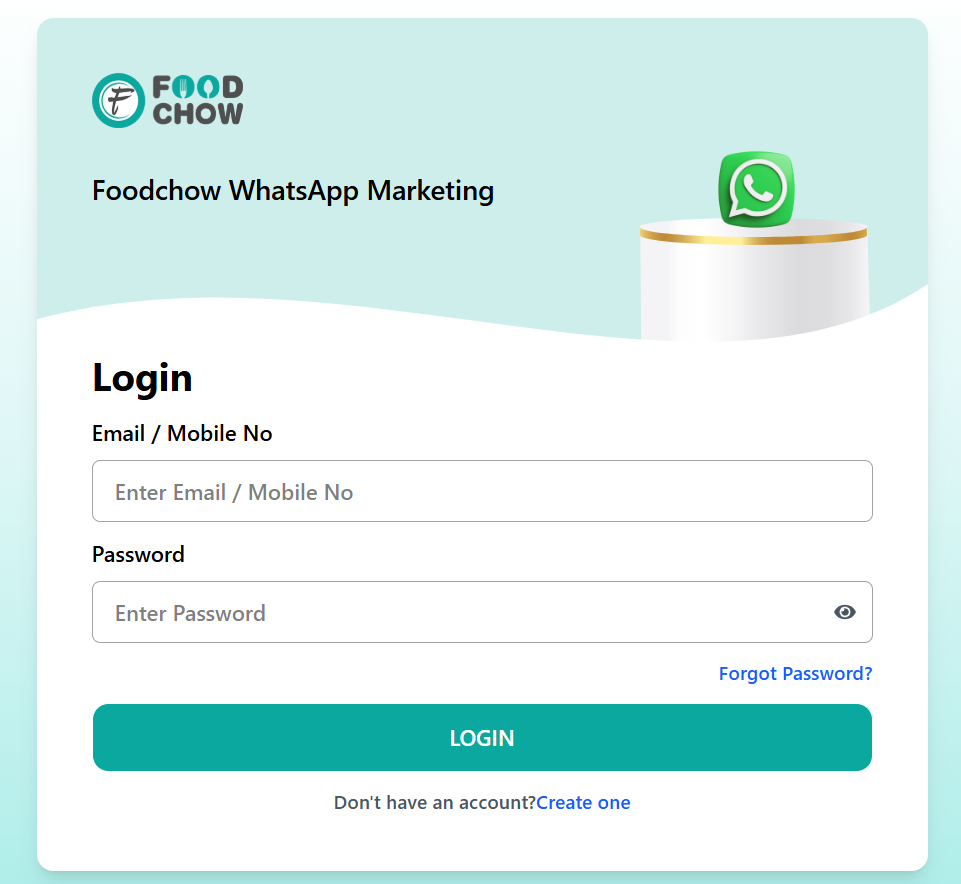 FOOD
CHOW
Foodchow WhatsApp Marketing
Login
Email / Mobile No
Enter Email / Mobile No
Password
Enter Password
Forgot Password?
LOGIN
Don't have an account?Create one